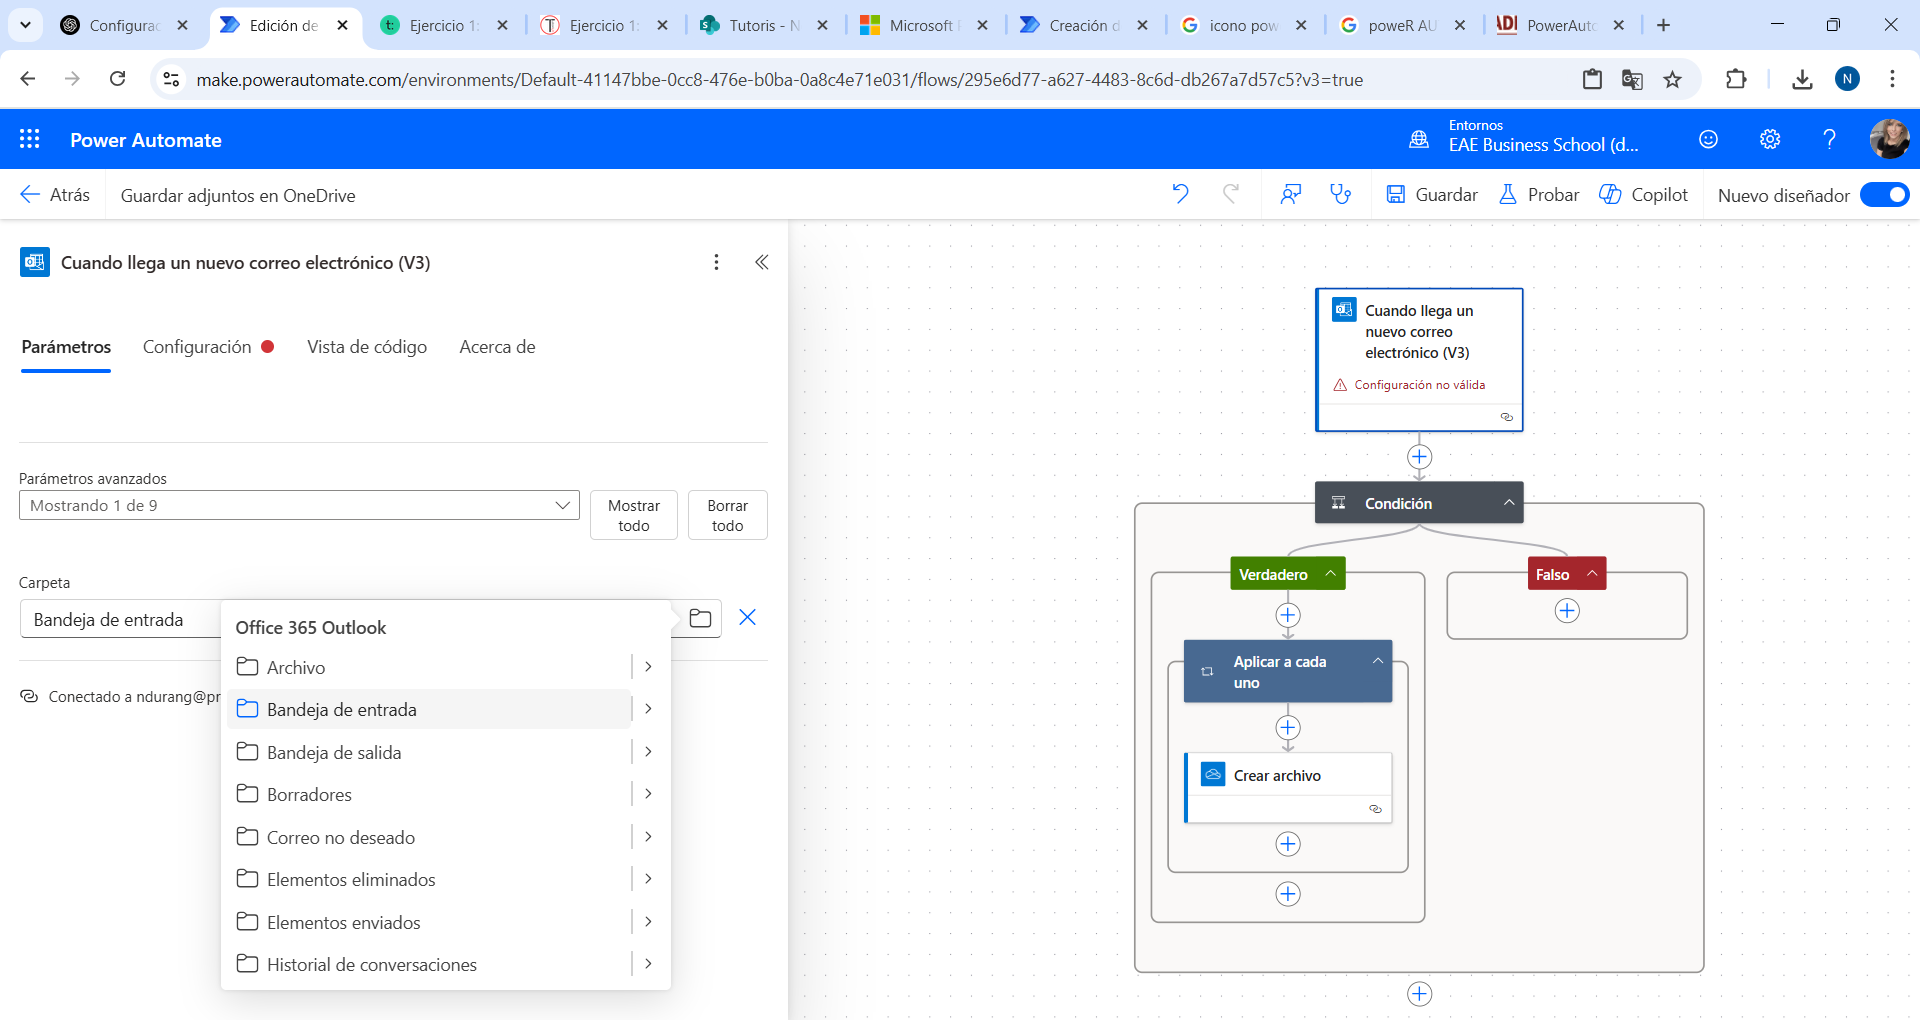 Configurac
Edición de
Ejercicio 1:
Ejercicio 1:
Tutoris - N
Microsoft
Creación d
icono pow
poweR AU
PowerAuto
make.powerautomate.com/environments/Default-41147bbe-0cc8-476e-b0ba-0a8c4e71e031/flows/295e6d77-a627-4483-8c6d-db267a7d57c5?v3=true
N
Power Automate
Entornos
EAE Business School (d...
Atrás
Guardar adjuntos en OneDrive
Guardar
Probar
Copilot
Nuevo diseñador
Cuando llega un nuevo correo electrónico (V3)
Parámetros
Configuración
Vista de código
Acerca de
Parámetros avanzados
Mostrando 1 de 9
Mostrar
todo
Borrar
todo
Carpeta
Bandeja de entrada
Conectado a ndurang@pr
Office 365 Outlook
Archivo
Bandeja de entrada
Bandeja de salida
Borradores
Correo no deseado
Elementos eliminados
Elementos enviados
Historial de conversaciones
Cuando llega un
nuevo correo
electrónico (V3)
Configuración no válida
Condición
Verdadero
Falso
Aplicar a cada
uno
Crear archivo